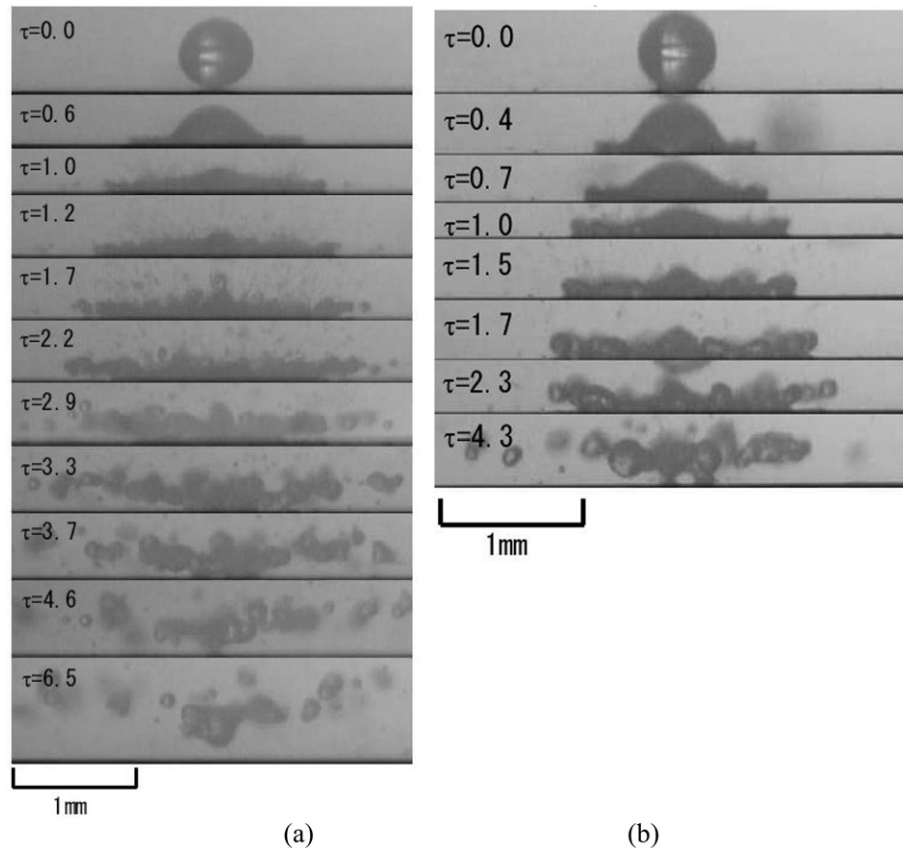 τ=0.0
τ=0.6
τ=1.0
τ=1.2
τ=1.7
τ=2.2
τ=2.9
τ=3.3
τ=3.7
τ=4.6
τ=6.5
1mm
(a)
τ=0.0
τ=0.4
τ=0.7
τ=1.0
τ=1.5
τ=1.7
τ=2.3
τ=4.3
1mm
(b)